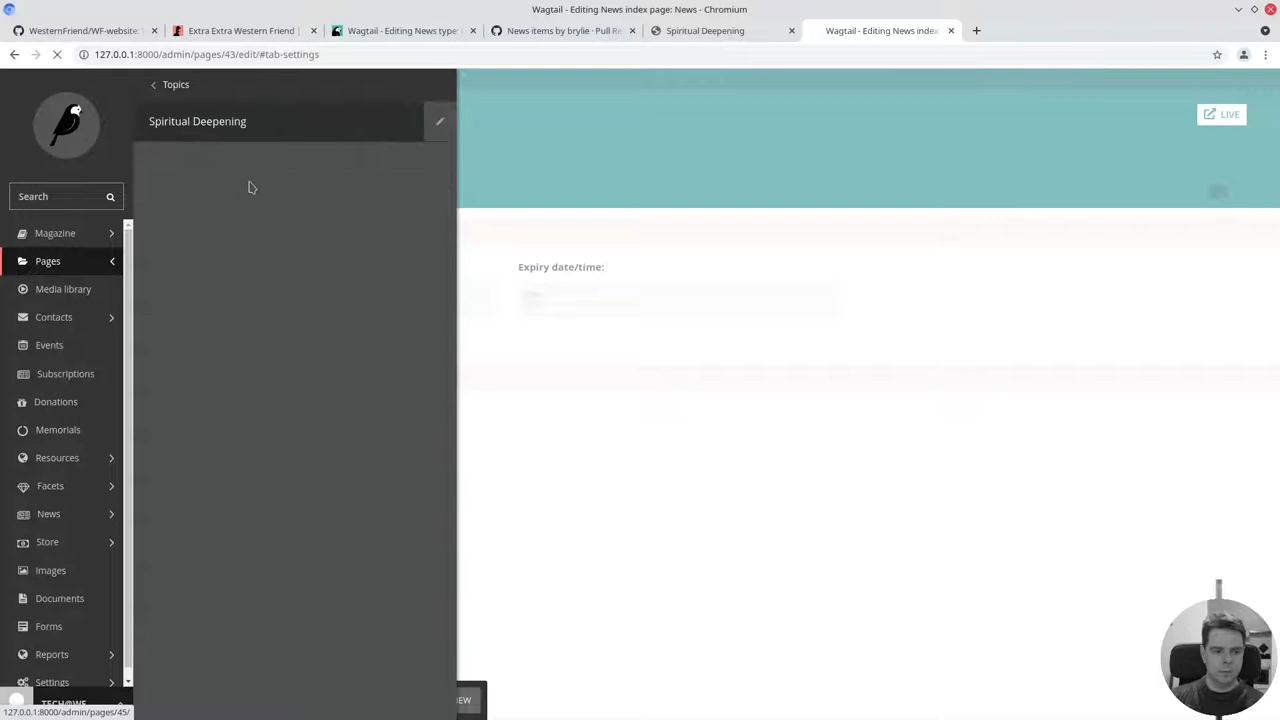 Wagtail - Editing News index page: News - Chromium
WesternFriend/WF-website:
Extra Extra Western Friend |
Wagtail - Editing News type:
News items by brylie · Pull Re
Spiritual Deepening
Wagtail - Editing News index
127.0.0.1:8000/admin/pages/43/edit/#tab-settings
Topics
Spiritual Deepening
LIVE
Search
Magazine
Pages
Media library
Contacts
Events
Subscriptions
Donations
Memorials
Resources
Facets
News
Store
Images
Documents
Forms
Reports
Settings
TECH@WE
Expiry date/time:
127.0.0.1:8000/admin/pages/45/